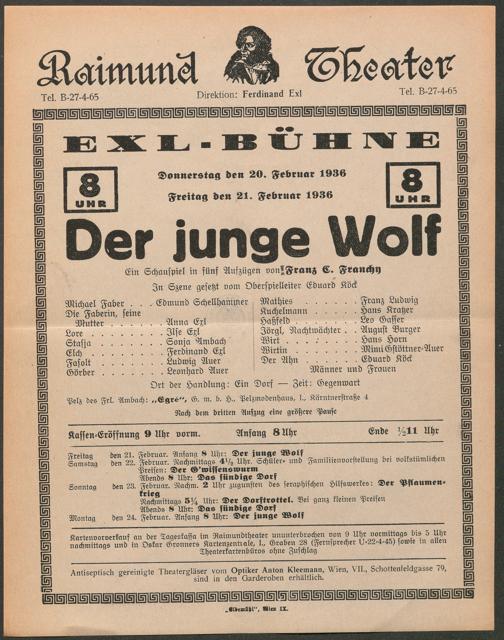 Raimund Theater
Tel. B-27-4-65 Direktion: Ferdinand Exl Tel. B-27-4-65
EXL-BÜHNE
8 UHR
Donnerstag den 20. Februar 1936
Freitag den 21. Februar 1936
8 UHR
Der junge Wolf
Ein Schauspiel in fünf Aufzügen von Franz C. Franchy
In Szene gesetzt vom Oberspielleiter Eduard Köck
Michael Faber . . Edmund Schellhammer
Die Faberin, seine
Mutter . . . . Anna Exl
Lore . . . . . Ilse Exl
Stasja . . . . Sonja Ambach
Elch . . . . . Ferdinand Exl
Fasolt . . . . Ludwig Auer
Görber . . . . Leonhard Auer
Mathies . . . . Franz Ludwig
Kuchelmann . . . Hans Kratzer
Hatzfeld . . . . Leo Gasser
Jörgl, Nachtwächter . . August Burger
Wirt . . . . . Hans Horn
Wirtin . . . . Mimi Gstöttner-Auer
Der Ahn . . . . Eduard Köck
Männer und Frauen
Ort der Handlung: Ein Dorf — Zeit: Gegenwart
Pelz des Frl. Ambach: „Egré“, G. m. b. H., Pelzmodenhaus, I., Kärntnerstraße 4
Nach dem dritten Aufzug eine größere Pause
Kassen-Eröffnung 9 Uhr vorm. Anfang 8 Uhr Ende ½11 Uhr
Freitag den 21. Februar. Anfang 8 Uhr: Der junge Wolf
Samstag den 22. Februar. Nachmittags 4½ Uhr. Schüler- und Familienvorstellung bei volkstümlichen
Preisen: Der G'wissenswurm
Abends 8 Uhr: Das sündige Dorf
Sonntag den 23. Februar. Nachm. 2 Uhr zugunsten des seraphischen Hilfswerkes: Der Pflaumen-
krieg
Nachmittags 5¼ Uhr: Der Dorftrottel. Bei ganz kleinen Preisen
Abends 8 Uhr: Das sündige Dorf
Montag den 24. Februar. Anfang 8 Uhr: Der junge Wolf
Kartenvorverkauf an der Tageskassa im Raimundtheater ununterbrochen von 9 Uhr vormittags bis 5 Uhr
nachmittags und in Oskar Grommers Kartenzentrale, I., Graben 28 (Fernsprecher U-22-4-45) sowie in allen
Theaterkartenbüros ohne Zuschlag
Antiseptisch gereinigte Theatergläser vom Optiker Anton Kleemann, Wien, VII., Schottenfeldgasse 79,
sind in den Garderoben erhältlich.
„Elbemühl“, Wien IX.